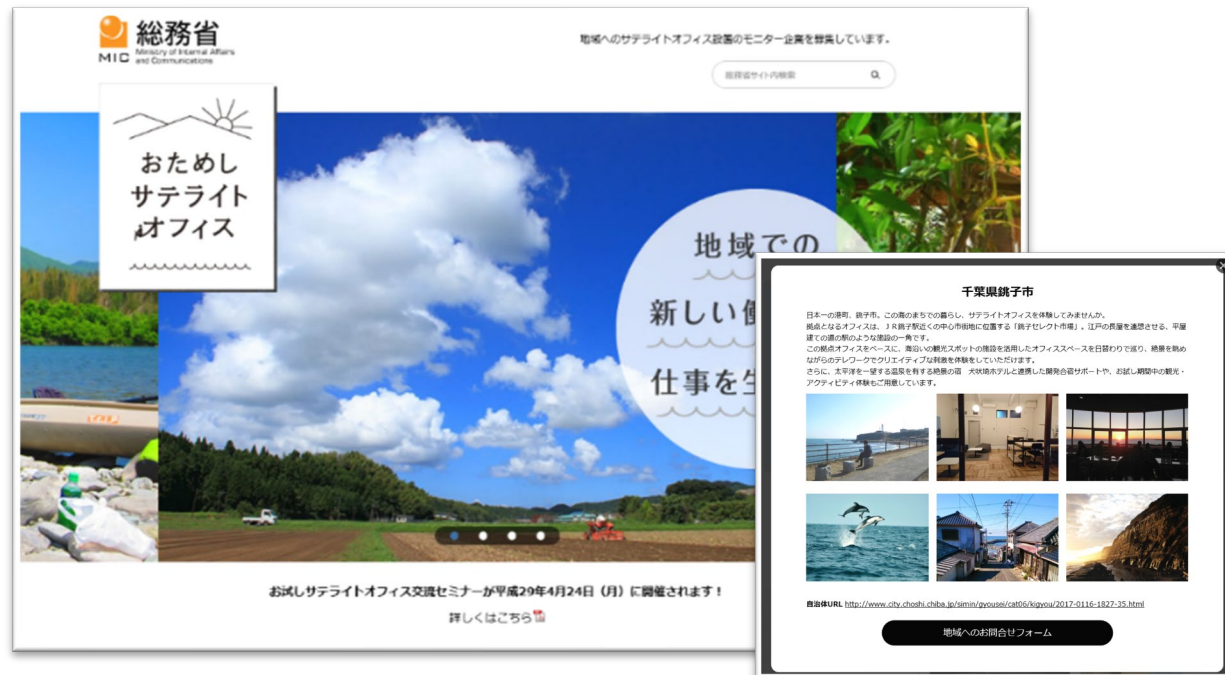 総務省
MIC
Ministry of Internal Affairs
and Communications
地域へのサテライトオフィス設置のモニター企業を募集しています。
総務省サイト内検索
おためし
サテライト
オフィス
地域での
新しい
仕事を
お試しサテライトオフィス交流セミナーが平成29年4月24日(月)に開催されます!
詳しくはこちら
千葉県銚子市
日本一の港町、銚子市。この海のまちでの暮らし、サテライトオフィスを体験してみませんか。
拠点となるオフィスは、JR銚子駅近くの中心市街地に位置する「銚子セレクト市場」。江戸の長屋を連想させる、平屋
建ての道の駅のような施設の一角です。
この拠点オフィスをベースに、海沿いの観光スポットの施設を活用したオフィススペースを日替わりで巡り、絶景を眺め
ながらのテレワークでクリエイティブな刺激を体験をしていただけます。
さらに、太平洋を一望する温泉を有する絶景の宿 犬吠埼ホテルと連携した開発合宿サポートや、お試し期間中の観光・
アクティビティ体験もご用意しています。
自治体URL http://www.city.choshi.chiba.jp/simin/gyousei/cat06/kigyou/2017-0116-1827-35.html
地域へのお問合せフォーム